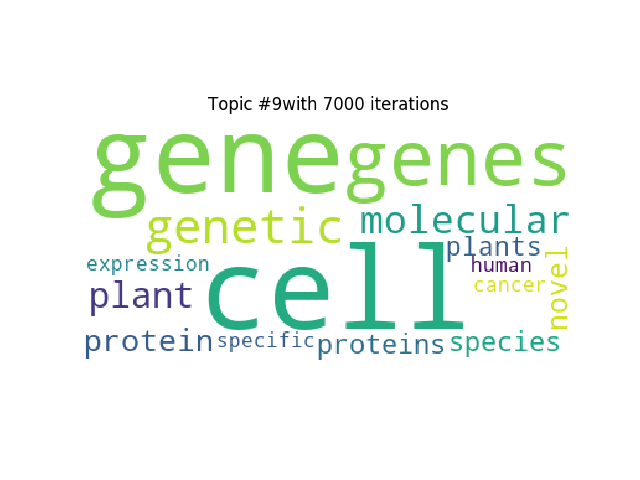 Topic #9with 7000 iterations
gene genes
genetic molecular
plants
expression cell human
plant cancer novel
protein specific proteins species